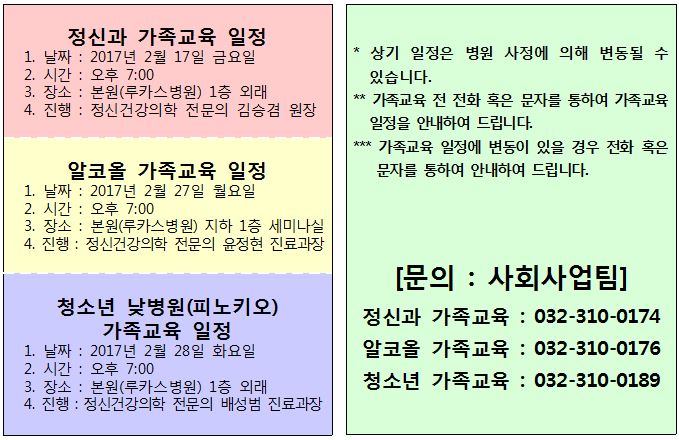 정신과 가족교육 일정
1. 날짜 : 2017년 2월 17일 금요일
2. 시간 : 오후 7:00
3. 장소 : 본원(루카스병원) 1층 외래
4. 진행 : 정신건강의학 전문의 김승겸 원장
알코올 가족교육 일정
1. 날짜 : 2017년 2월 27일 월요일
2. 시간 : 오후 7:00
3. 장소 : 본원(루카스병원) 지하 1층 세미나실
4. 진행 : 정신건강의학 전문의 윤정현 진료과장
청소년 낮병원(피노키오)
가족교육 일정
1. 날짜 : 2017년 2월 28일 화요일
2. 시간 : 오후 7:00
3. 장소 : 본원(루카스병원) 1층 외래
4. 진행 : 정신건강의학 전문의 배성범 진료과장
* 상기 일정은 병원 사정에 의해 변동될 수
있습니다.
** 가족교육 전 전화 혹은 문자를 통하여 가족교육
일정을 안내하여 드립니다.
*** 가족교육 일정에 변동이 있을 경우 전화 혹은
문자를 통하여 안내하여 드립니다.
[문의 : 사회사업팀]
정신과 가족교육 : 032-310-0174
알코올 가족교육 : 032-310-0176
청소년 가족교육 : 032-310-0189